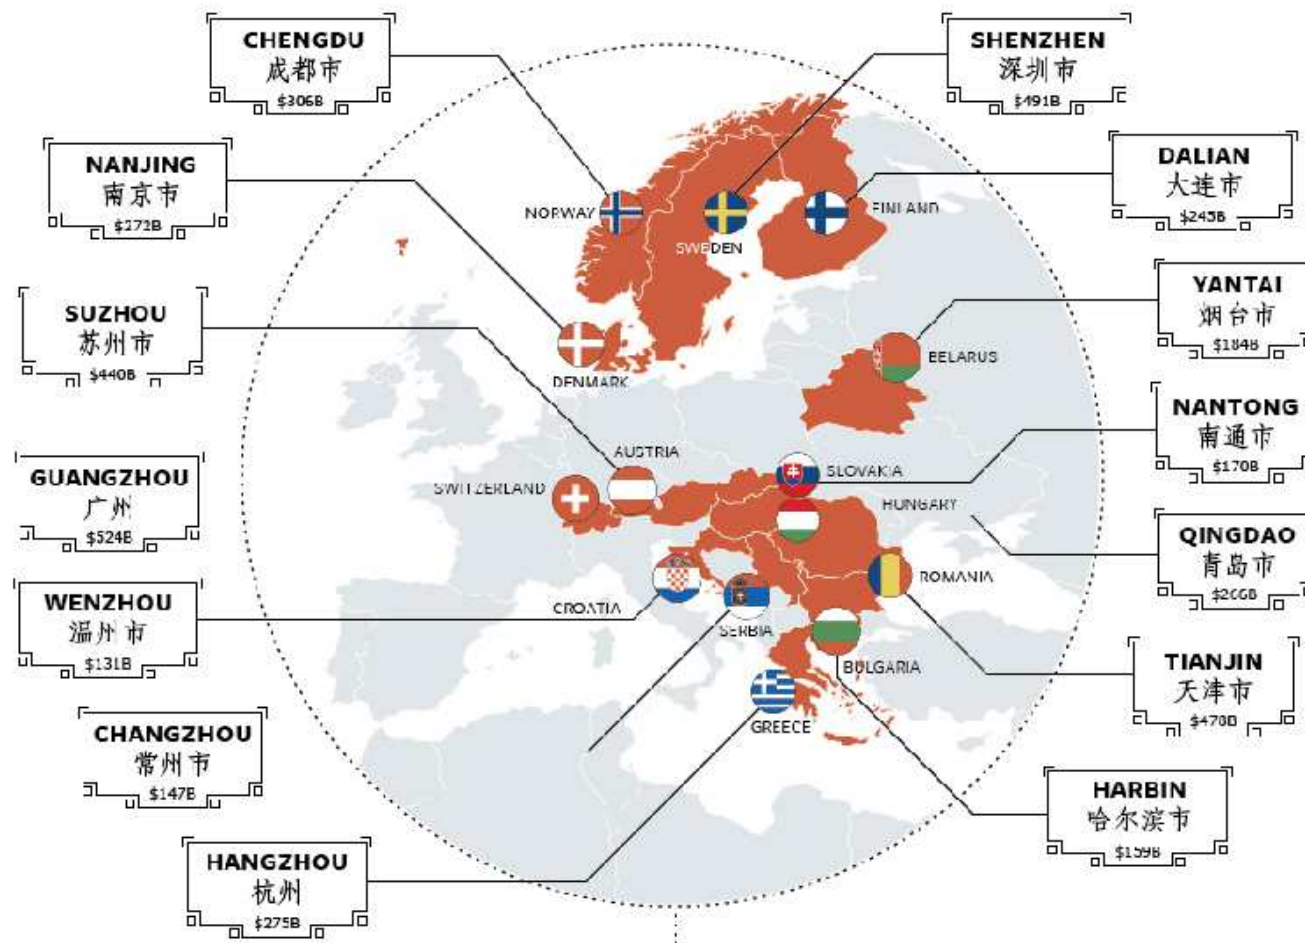 CHENGDU
成都市
$306B
SHENZHEN
深圳市
$491B
NANJING
南京市
$272B
DALIAN
大连市
$245B
NORWAY
SWEDEN
FINLAND
SUZHOU
苏州市
$440B
YANTAI
烟台市
$184B
DENMARK
BELARUS
NANTONG
南通市
$170B
AUSTRIA
SLOVAKIA
SWITZERLAND
HUNGARY
GUANGZHOU
广州
$524B
QINGDAO
青岛市
$266B
WENZHOU
温州市
$131B
CROATIA
SERBIA
ROMANIA
BULGARIA
GREECE
TIANJIN
天津市
$478B
CHANGZHOU
常州市
$147B
HARBIN
哈尔滨市
$159B
HANGZHOU
杭州
$275B